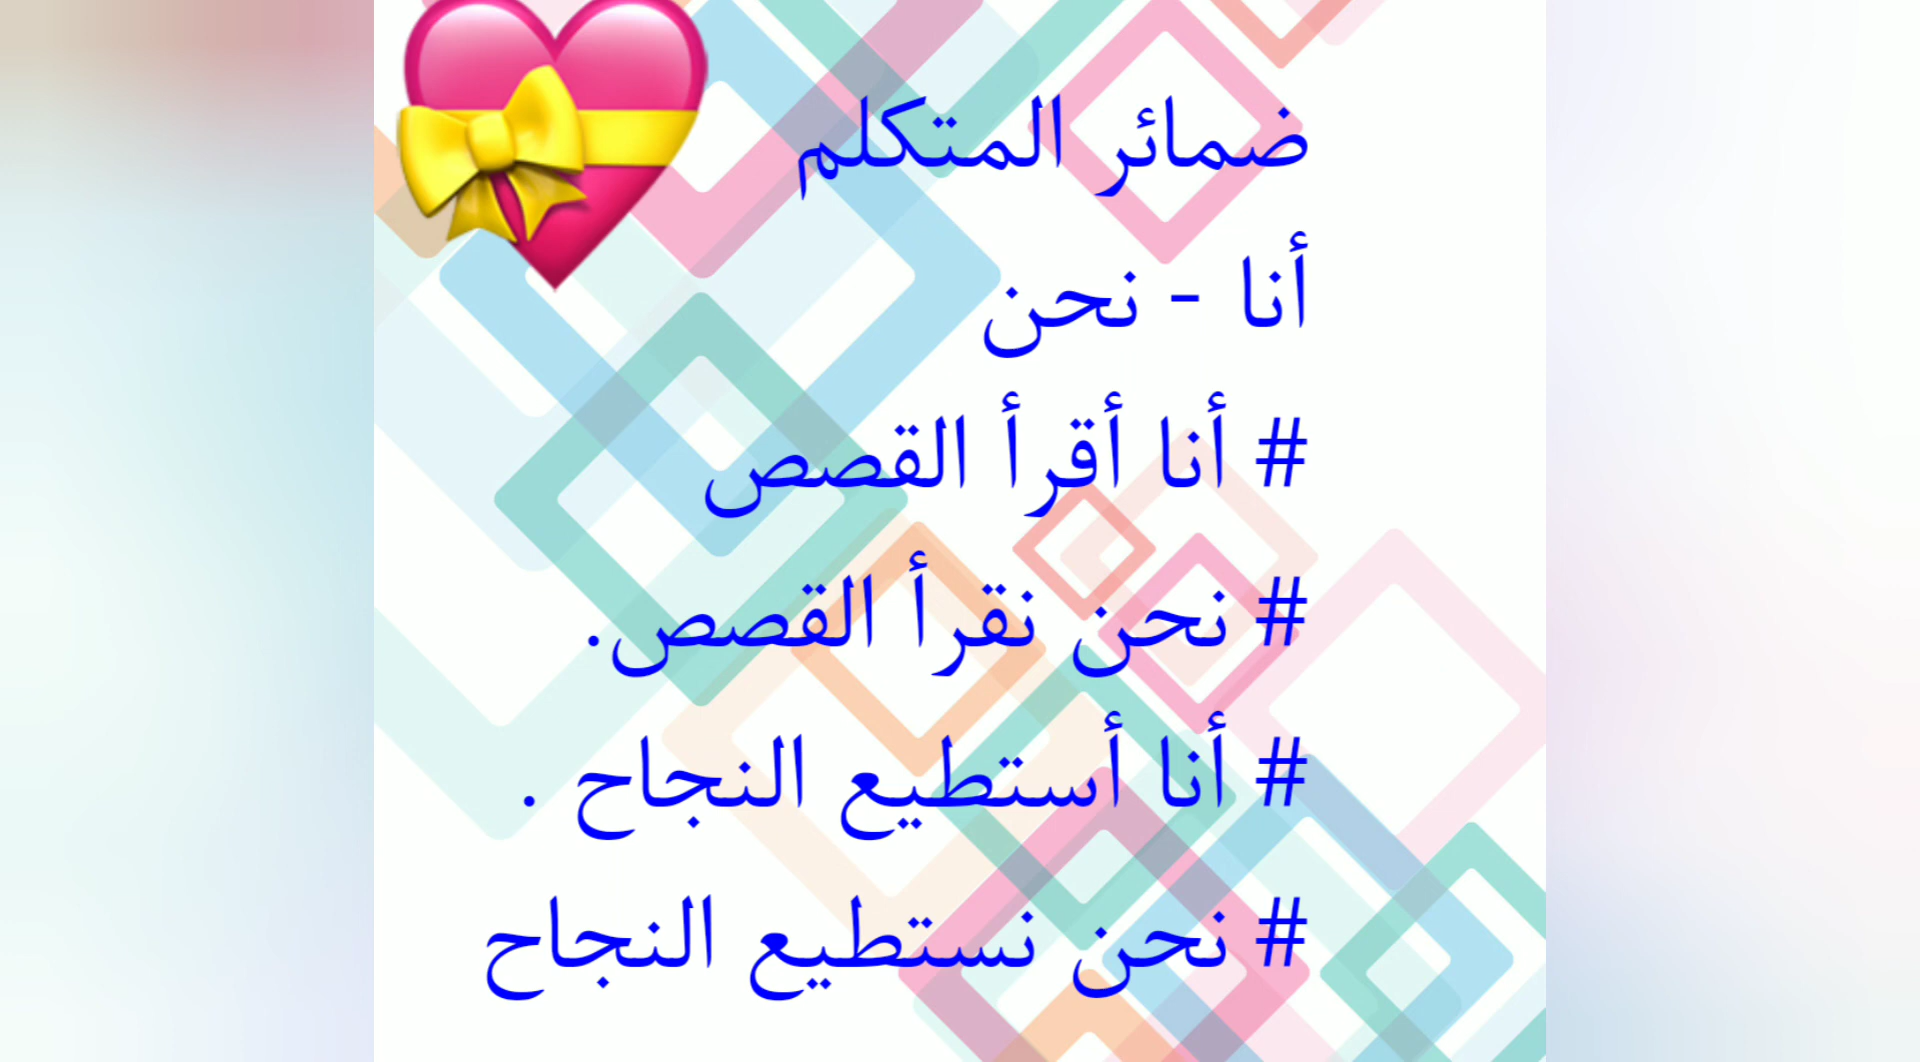 ضمائر المتكلم
أنا - نحن
# أنا أقرأ القصص
# نحن نقرأ القصص.
# أنا أستطيع النجاح .
# نحن نستطيع النجاح